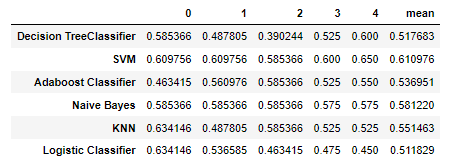 0 1 2 3 4 mean
Decision TreeClassifier 0.585366 0.487805 0.390244 0.525 0.600 0.517683
SVM 0.609756 0.609756 0.585366 0.600 0.650 0.610976
Adaboost Classifier 0.463415 0.560976 0.585366 0.525 0.550 0.536951
Naive Bayes 0.585366 0.585366 0.585366 0.575 0.575 0.581220
KNN 0.634146 0.487805 0.585366 0.525 0.525 0.551463
Logistic Classifier 0.634146 0.536585 0.463415 0.475 0.450 0.511829